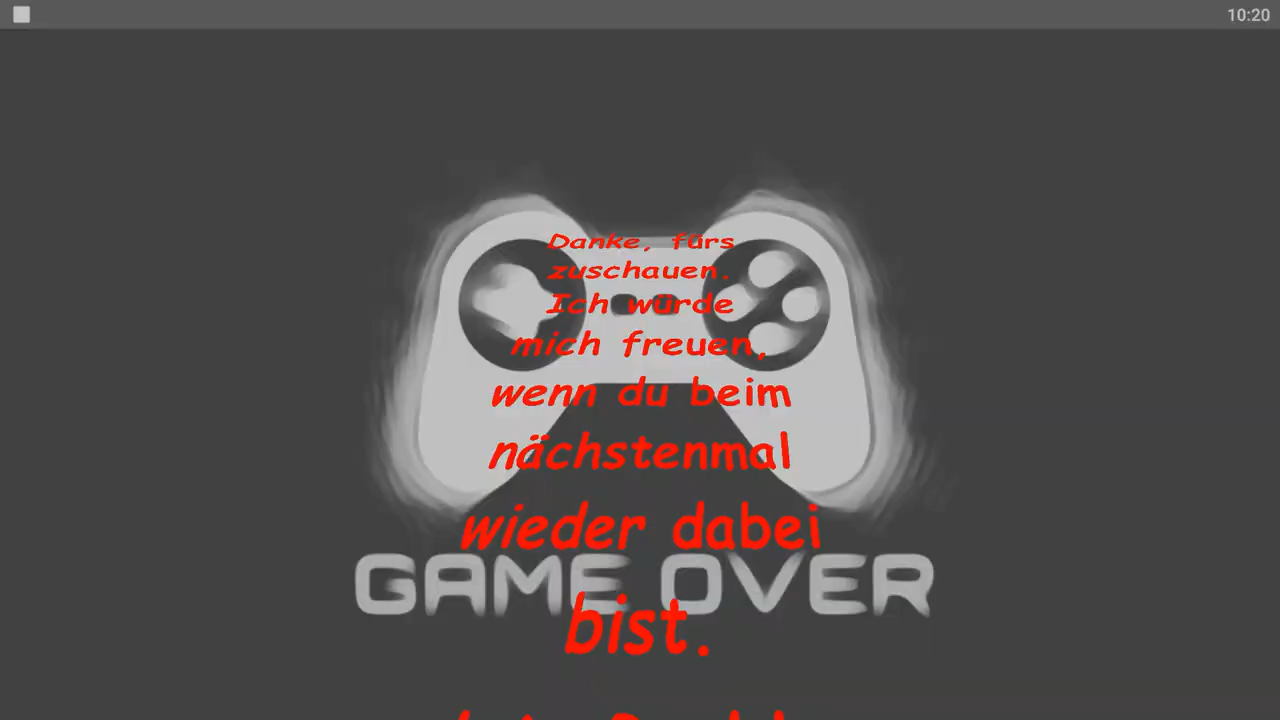 10:20
Danke, fürs
zuschauen.
Ich würde
mich freuen,
wenn du beim
nächstenmal
wieder dabei
GAME OVER
bist.